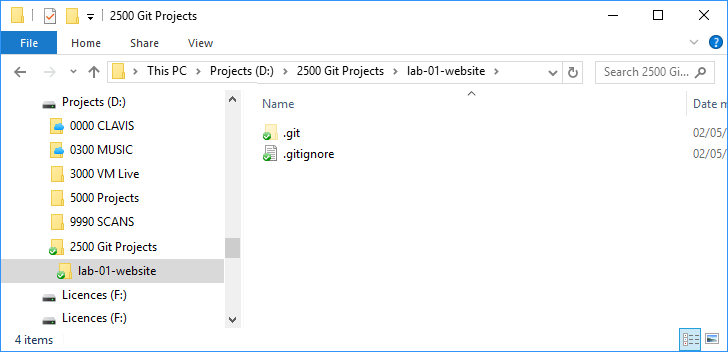 2500 Git Projects
File Home Share View
This PC Projects (D:) 2500 Git Projects lab-01-website Search 2500 Gi...
Projects (D:)
0000 CLAVIS
0300 MUSIC
3000 VM Live
5000 Projects
9990 SCANS
2500 Git Projects
lab-01-website
Licences (F:)
Licences (F:)
Name Date m
.git 02/05/
.gitignore 02/05/
4 items